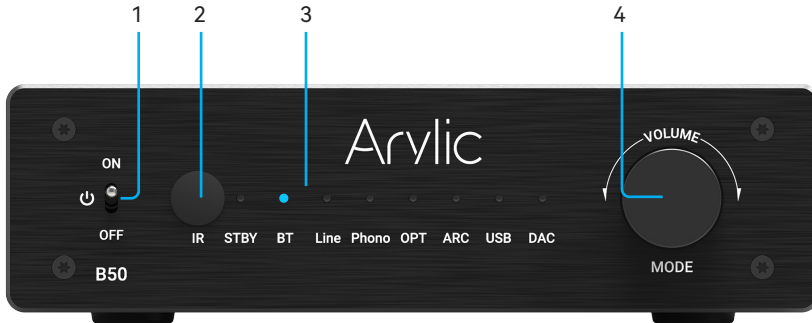 1 2 3 4
Arylic
VOLUME
ON
OFF
IR STBY BT Line Phono OPT ARC USB DAC
B50
MODE